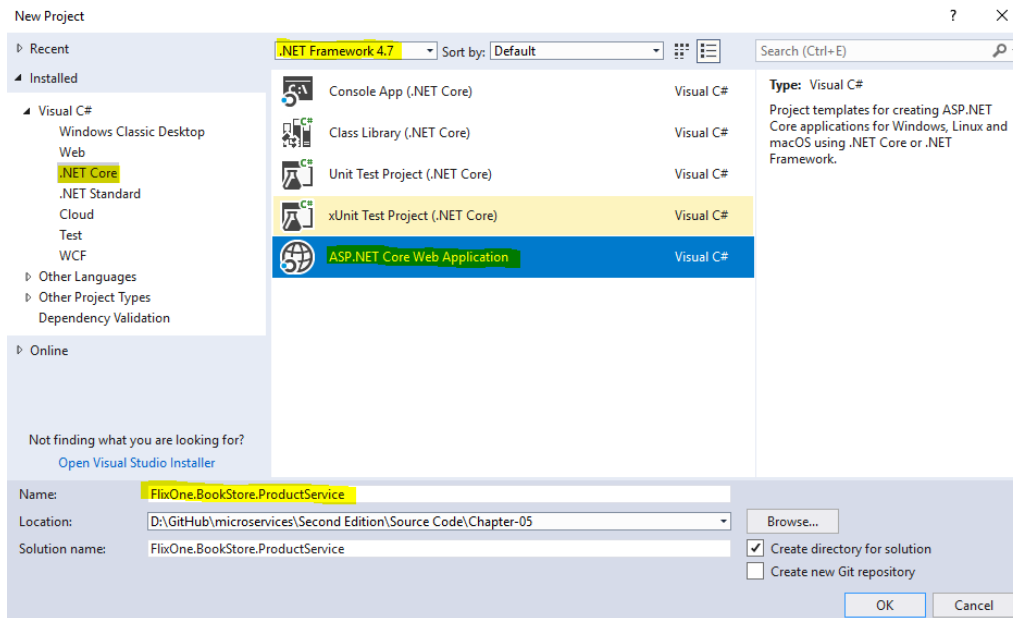 New Project
? ×
Recent
Installed
Visual C#
Windows Classic Desktop
Web
.NET Core
.NET Standard
Cloud
Test
WCF
Other Languages
Other Project Types
Dependency Validation
Online
Not finding what you are looking for?
Open Visual Studio Installer
.NET Framework 4.7 Sort by: Default
Console App (.NET Core) Visual C#
Class Library (.NET Core) Visual C#
Unit Test Project (.NET Core) Visual C#
xUnit Test Project (.NET Core) Visual C#
ASP.NET Core Web Application Visual C#
Search (Ctrl+E)
Type: Visual C#
Project templates for creating ASP.NET
Core applications for Windows, Linux and
macOS using .NET Core or .NET
Framework.
Name: FlixOne.BookStore.ProductService
Location: D:\GitHub\microservices\Second Edition\Source Code\Chapter-05 Browse...
Solution name: FlixOne.BookStore.ProductService
Create directory for solution
Create new Git repository
OK Cancel